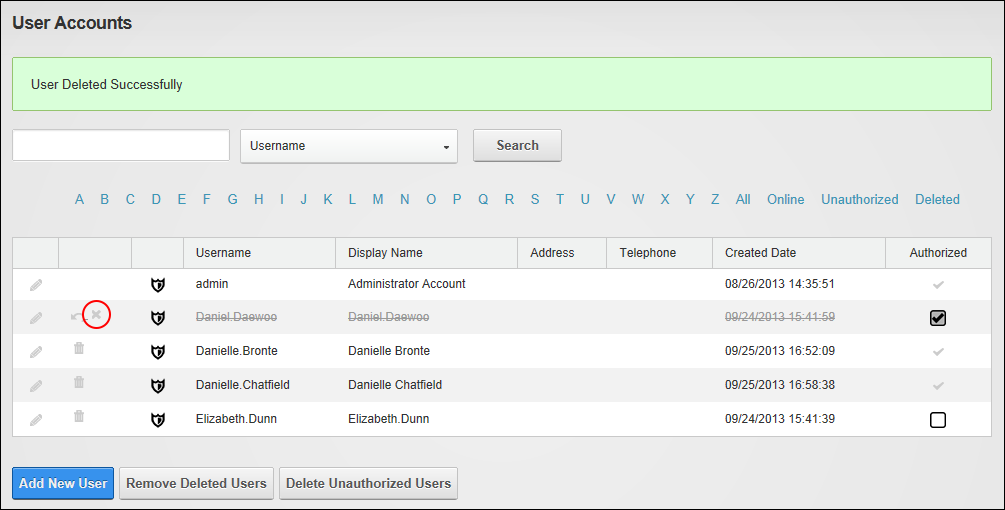 User Accounts
User Deleted Successfully
Username Search
A B C D E F G H I J K L M N O P Q R S T U V W X Y Z All Online Unauthorized Deleted
Username Display Name Address Telephone Created Date Authorized
admin Administrator Account 08/26/2013 14:35:51
Daniel.Daewoo Daniel.Daewoo 09/24/2013 15:41:59
Danielle.Bronte Danielle Bronte 09/25/2013 16:52:09
Danielle.Chatfield Danielle Chatfield 09/25/2013 16:58:38
Elizabeth.Dunn Elizabeth.Dunn 09/24/2013 15:41:39
Add New User Remove Deleted Users Delete Unauthorized Users